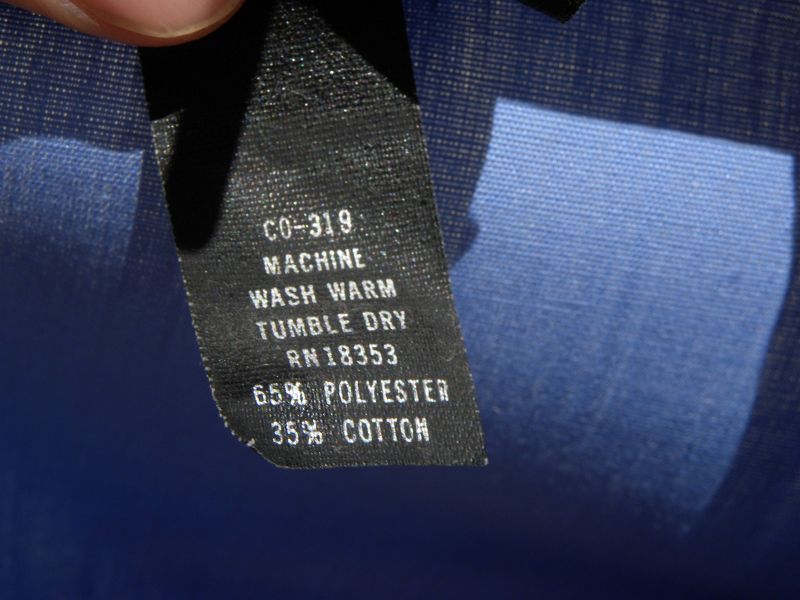 CO-319
MACHINE
WASH WARM
TUMBLE DRY
RN18353
65% POLYESTER
35% COTTON